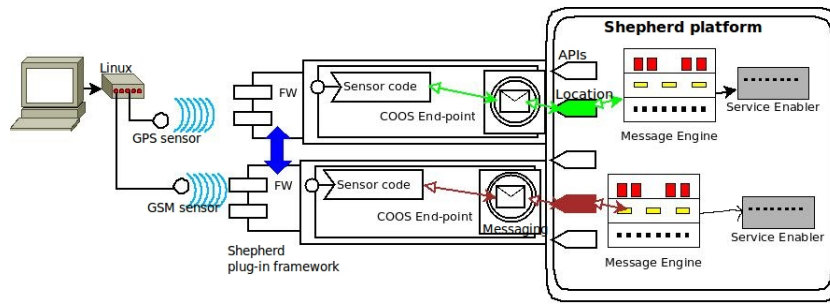 Shepherd platform
APIs
Linux
FW
Sensor code
Location
COOS End-point
GPS sensor
Message Engine
Service Enabler
FW
Sensor code
GSM sensor
COOS End-point
Messaging
Shepherd
plug-in framework
Message Engine
Service Enabler